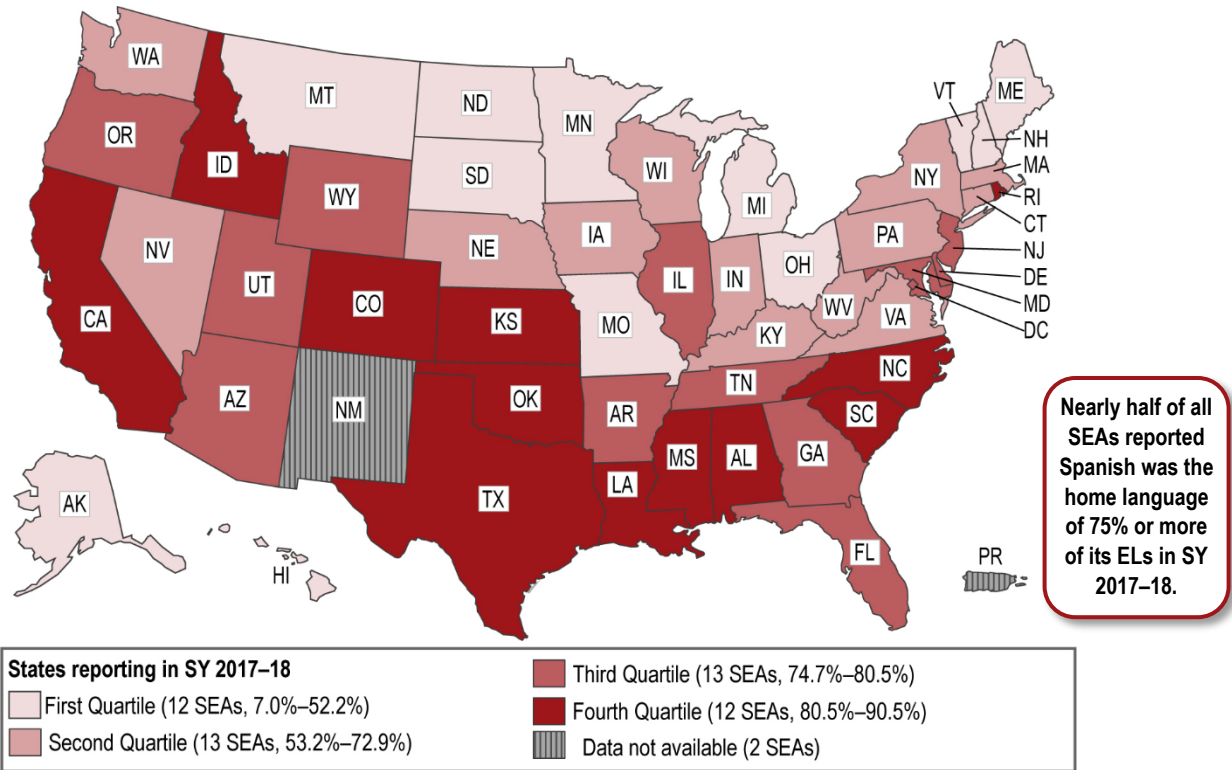 WA
MT
ND
MN
VT
ME
OR
ID
SD
WI
NY
NH
MA
WY
MI
RI
CT
NV
NE
IA
PA
NJ
UT
IL
IN
OH
DE
CA
CO
KS
MO
WV
VA
MD
KY
DC
AZ
NM
OK
AR
TN
NC
SC
MS
AL
GA
LA
TX
AK
FL
HI
PR
Nearly half of all
SEAs reported
Spanish was the
home language
of 75% or more
of its ELs in SY
2017–18.
States reporting in SY 2017–18
First Quartile (12 SEAs, 7.0%–52.2%)
Second Quartile (13 SEAs, 53.2%–72.9%)
Third Quartile (13 SEAs, 74.7%–80.5%)
Fourth Quartile (12 SEAs, 80.5%–90.5%)
Data not available (2 SEAs)